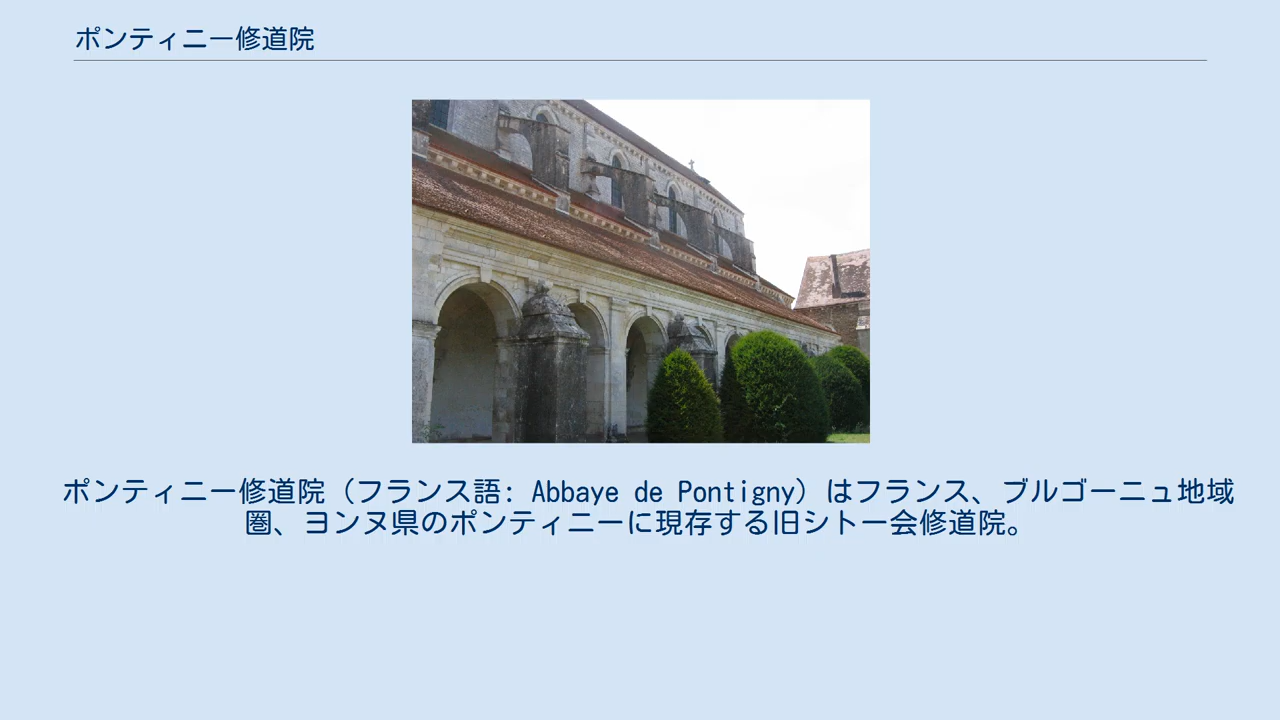 ポンティニー修道院
ポンティニー修道院（フランス語: Abbaye de Pontigny）はフランス、ブルゴーニュ地域
圏、ヨンヌ県のポンティニーに現存する旧シトー会修道院。